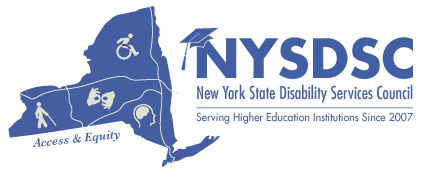 NYSDSC
New York State Disability Services Council
Serving Higher Education Institutions Since 2007
Access & Equity